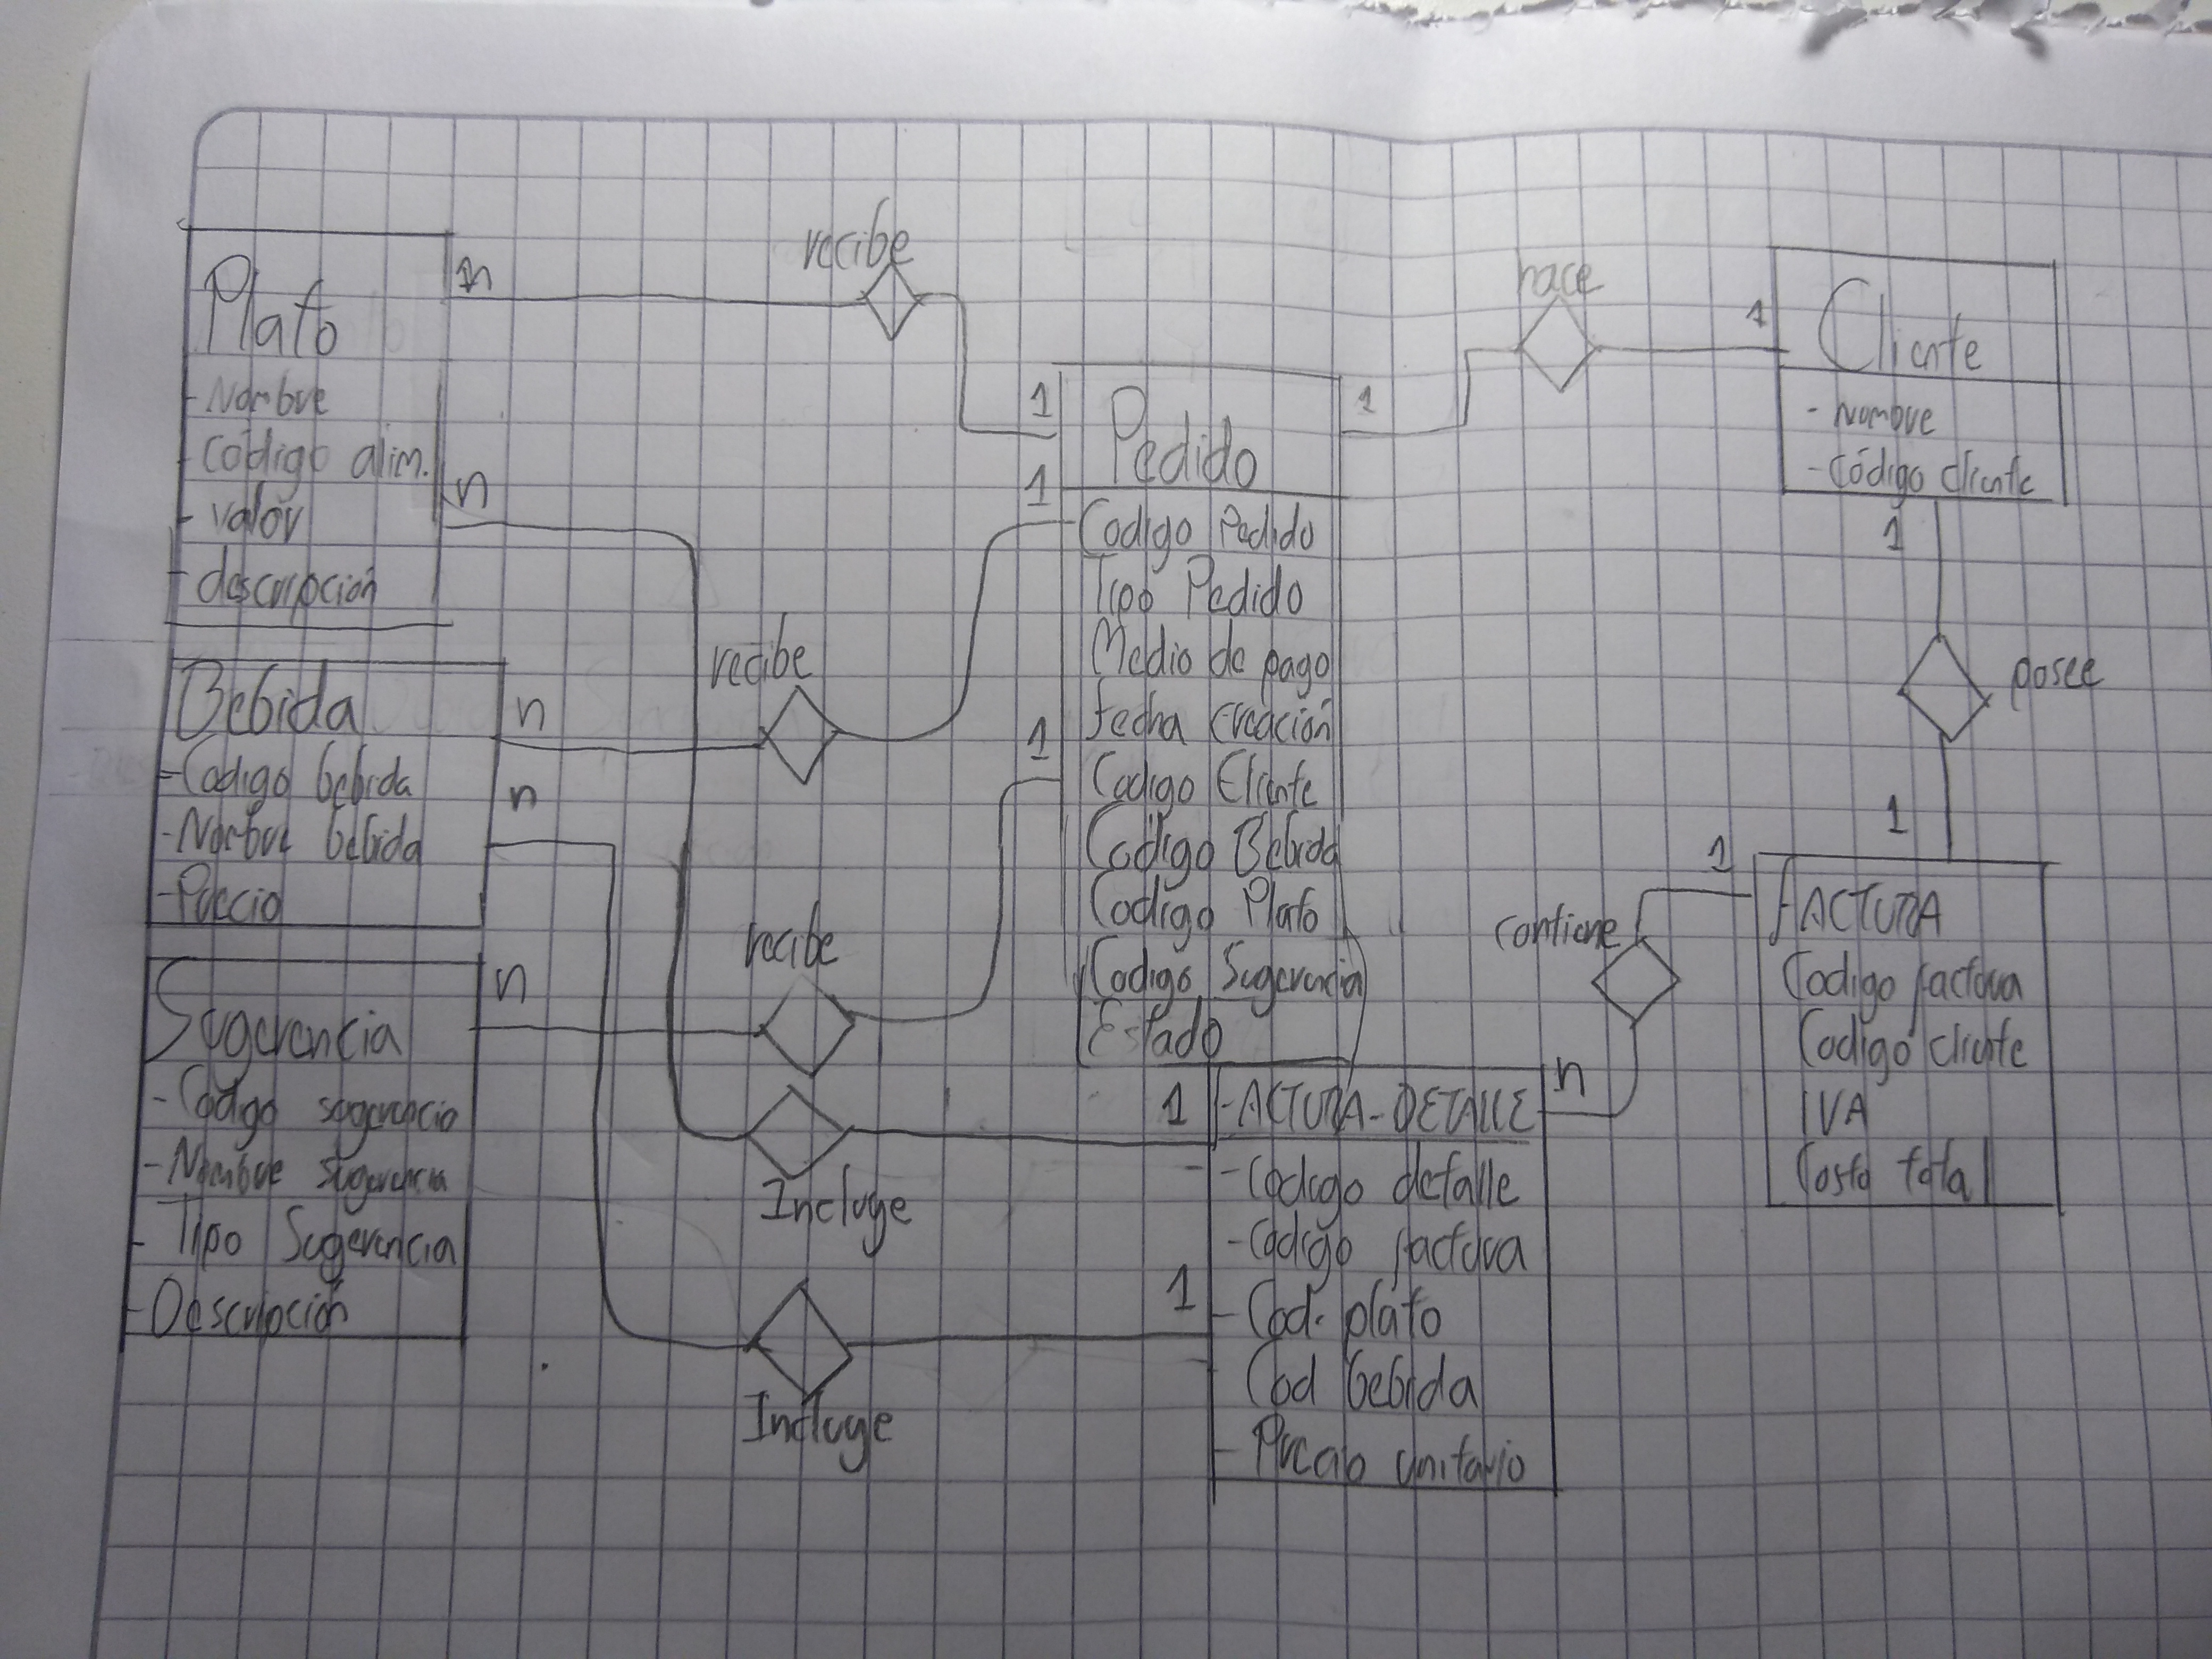 Plato
- Nombre
- Código alim.
- valor
- descripción
n
n
recibe
Bebida
- Codigo bebida
- Nombre bebida
- Precio
n
n
recibe
Sugerencia
- Codigo sugerencia
- Nombre sugerencia
- Tipo Sugerencia
- Descripción
n
recibe
Incluye
Incluye
1
1
1
Pedido
Codigo Pedido
Tipo Pedido
Medio de pago
fecha creación
Codigo Cliente
Codigo Bebida
Codigo Plato
Codigo Sugerencia
Estado
1
hace
1
Cliente
- Nombre
- Código cliente
1
posee
1
1
contiene
FACTURA
Codigo factura
Codigo cliente
IVA
Costo total
n
1
1
FACTURA-DETALLE
- Codigo detalle
- Codigo factura
- Cod. plato
- Cod bebida
- Precio unitario